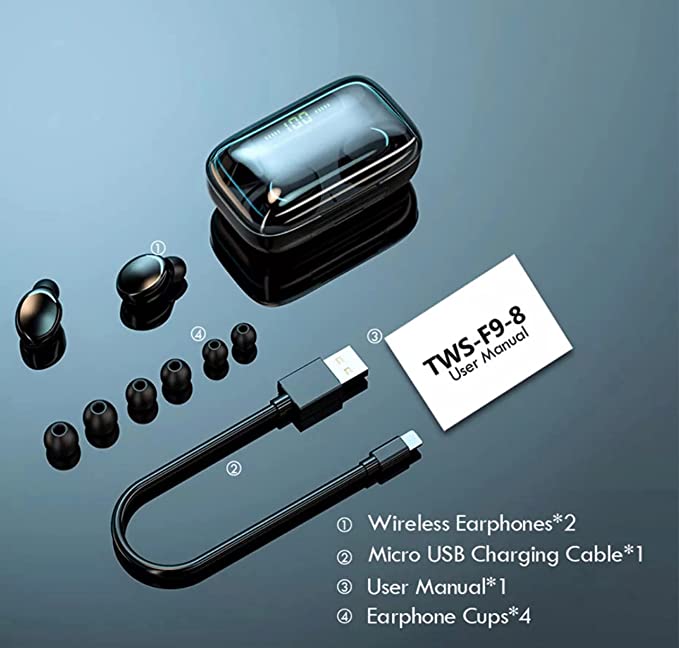 100
①
④
③
TWS-F9-8
User Manual
②
① Wireless Earphones*2
② Micro USB Charging Cable*1
③ User Manual*1
④ Earphone Cups*4